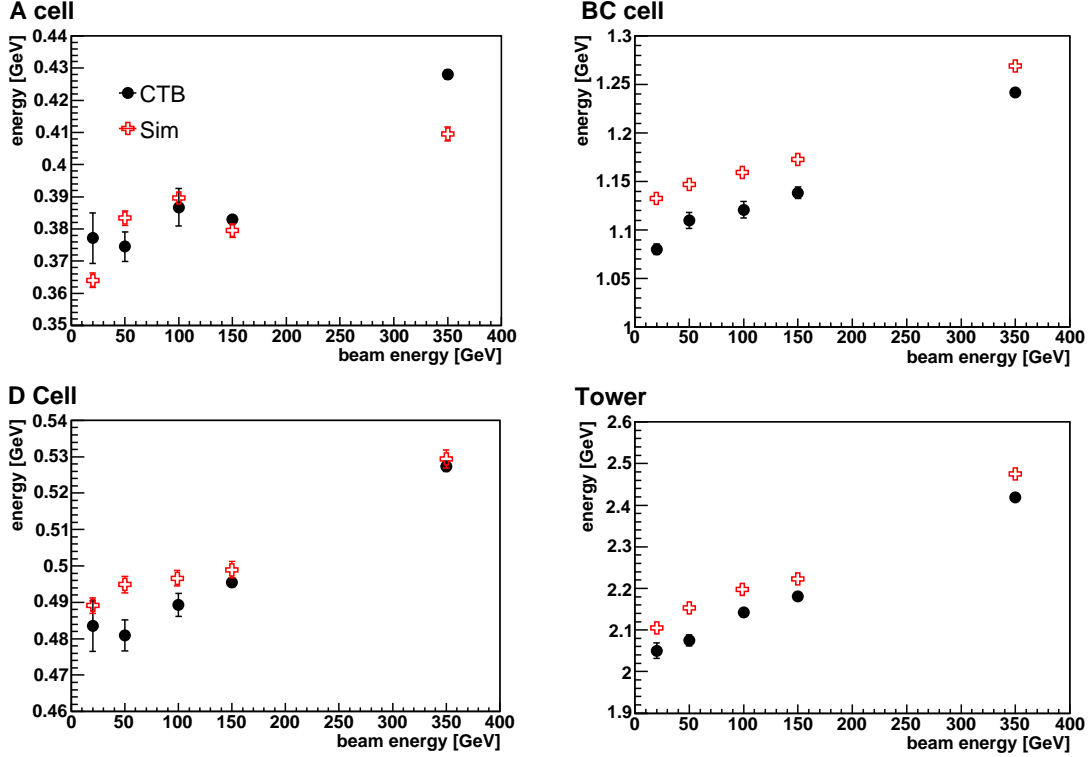 A cell
energy [GeV]
0.44
0.43
0.42
0.41
0.4
0.39
0.38
0.37
0.36
0.35
CTB
Sim
0 50 100 150 200 250 300 350 400
beam energy [GeV]
BC cell
energy [GeV]
1.3
1.25
1.2
1.15
1.1
1.05
1
0 50 100 150 200 250 300 350 400
beam energy [GeV]
D Cell
energy [GeV]
0.54
0.53
0.52
0.51
0.5
0.49
0.48
0.47
0.46
0 50 100 150 200 250 300 350 400
beam energy [GeV]
Tower
energy [GeV]
2.6
2.5
2.4
2.3
2.2
2.1
2
1.9
0 50 100 150 200 250 300 350 400
beam energy [GeV]